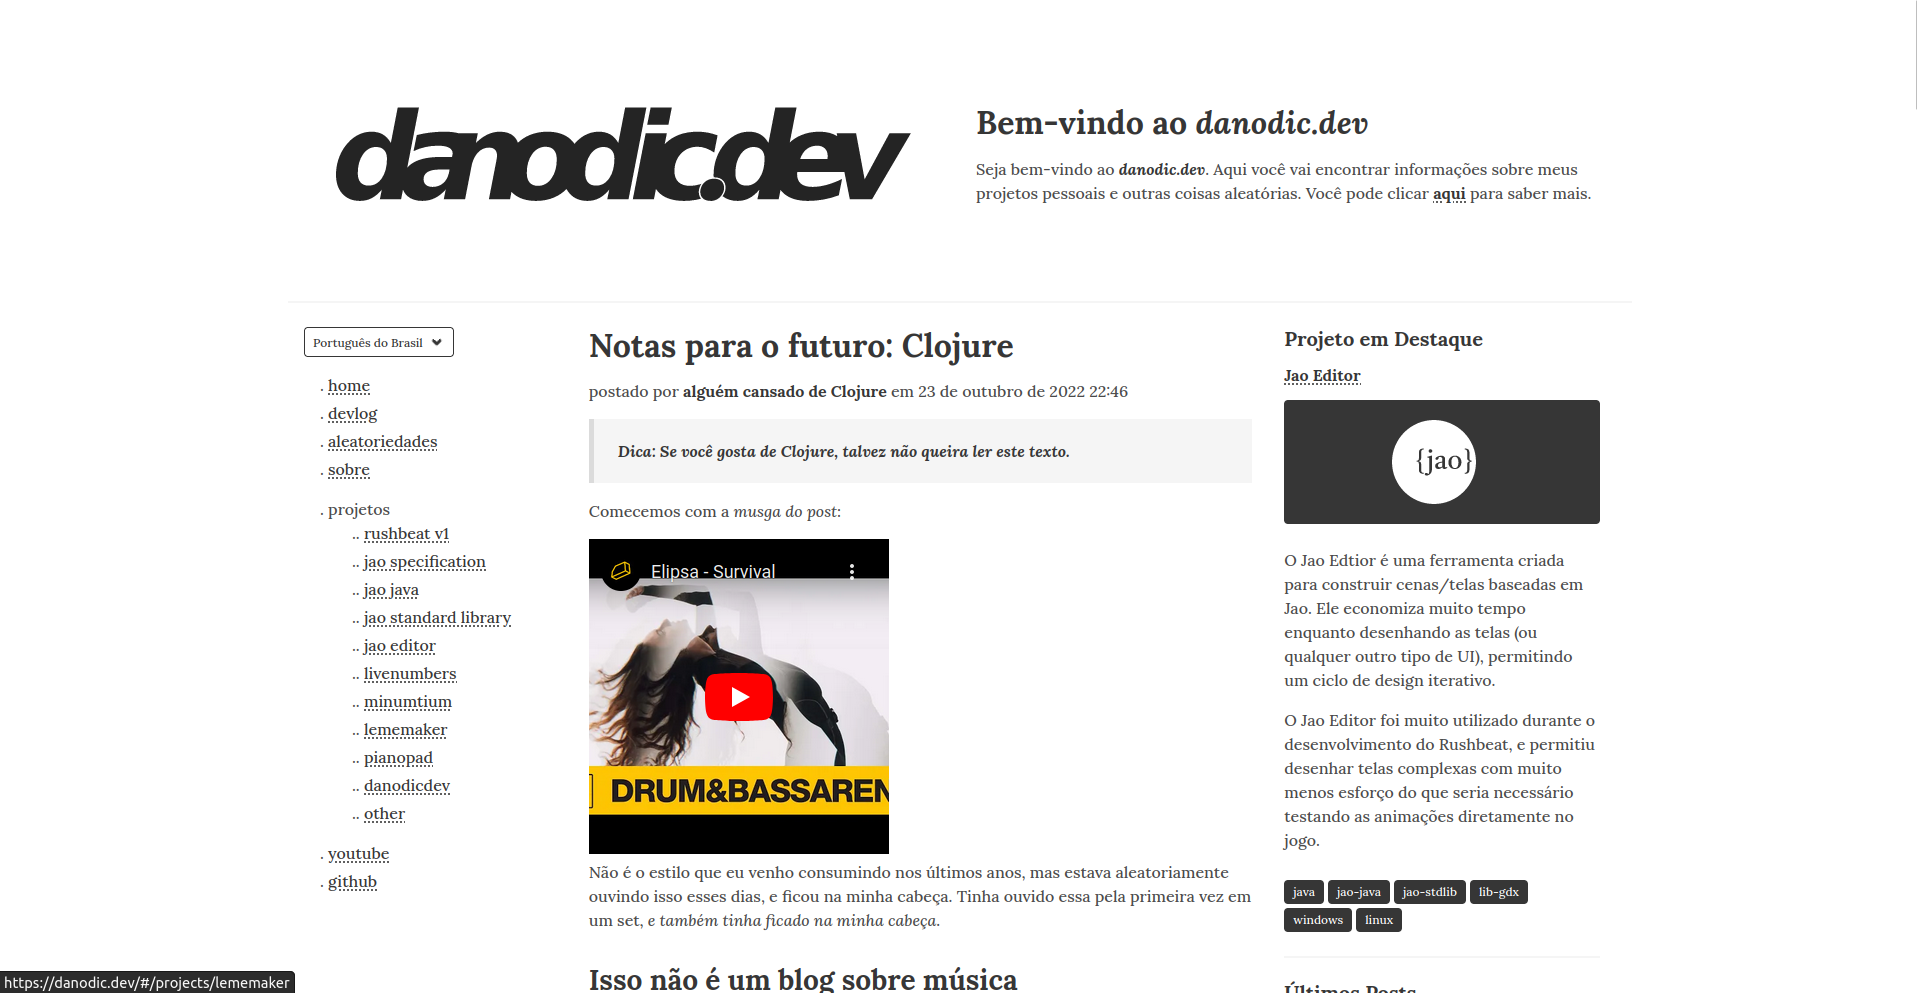 danodic.dev
Bem-vindo ao danodic.dev
Seja bem-vindo ao danodic.dev. Aqui você vai encontrar informações sobre meus
projetos pessoais e outras coisas aleatórias. Você pode clicar aqui para saber mais.
Português do Brasil
. home
. devlog
. aleatoriedades
. sobre
. projetos
.. rushbeat v1
.. jao specification
.. jao java
.. jao standard library
.. jao editor
.. livenumbers
.. minumtium
.. lememaker
.. pianopad
.. danodicdev
.. other
. youtube
. github
Notas para o futuro: Clojure
postado por alguém cansado de Clojure em 23 de outubro de 2022 22:46
Dica: Se você gosta de Clojure, talvez não queira ler este texto.
Comecemos com a musga do post:
Elipsa - Survival
DRUM&BASSAREN
Não é o estilo que eu venho consumindo nos últimos anos, mas estava aleatoriamente
ouvindo isso esses dias, e ficou na minha cabeça. Tinha ouvido essa pela primeira vez em
um set, e também tinha ficado na minha cabeça.
Isso não é um blog sobre música
Projeto em Destaque
Jao Editor
{jao}
O Jao Edtior é uma ferramenta criada
para construir cenas/telas baseadas em
Jao. Ele economiza muito tempo
enquanto desenhando as telas (ou
qualquer outro tipo de UI), permitindo
um ciclo de design iterativo.
O Jao Editor foi muito utilizado durante o
desenvolvimento do Rushbeat, e permitiu
desenhar telas complexas com muito
menos esforço do que seria necessário
testando as animações diretamente no
jogo.
java jao-java jao-stdlib lib-gdx
windows linux
Últimos Posts
https://danodic.dev/#/projects/lememaker